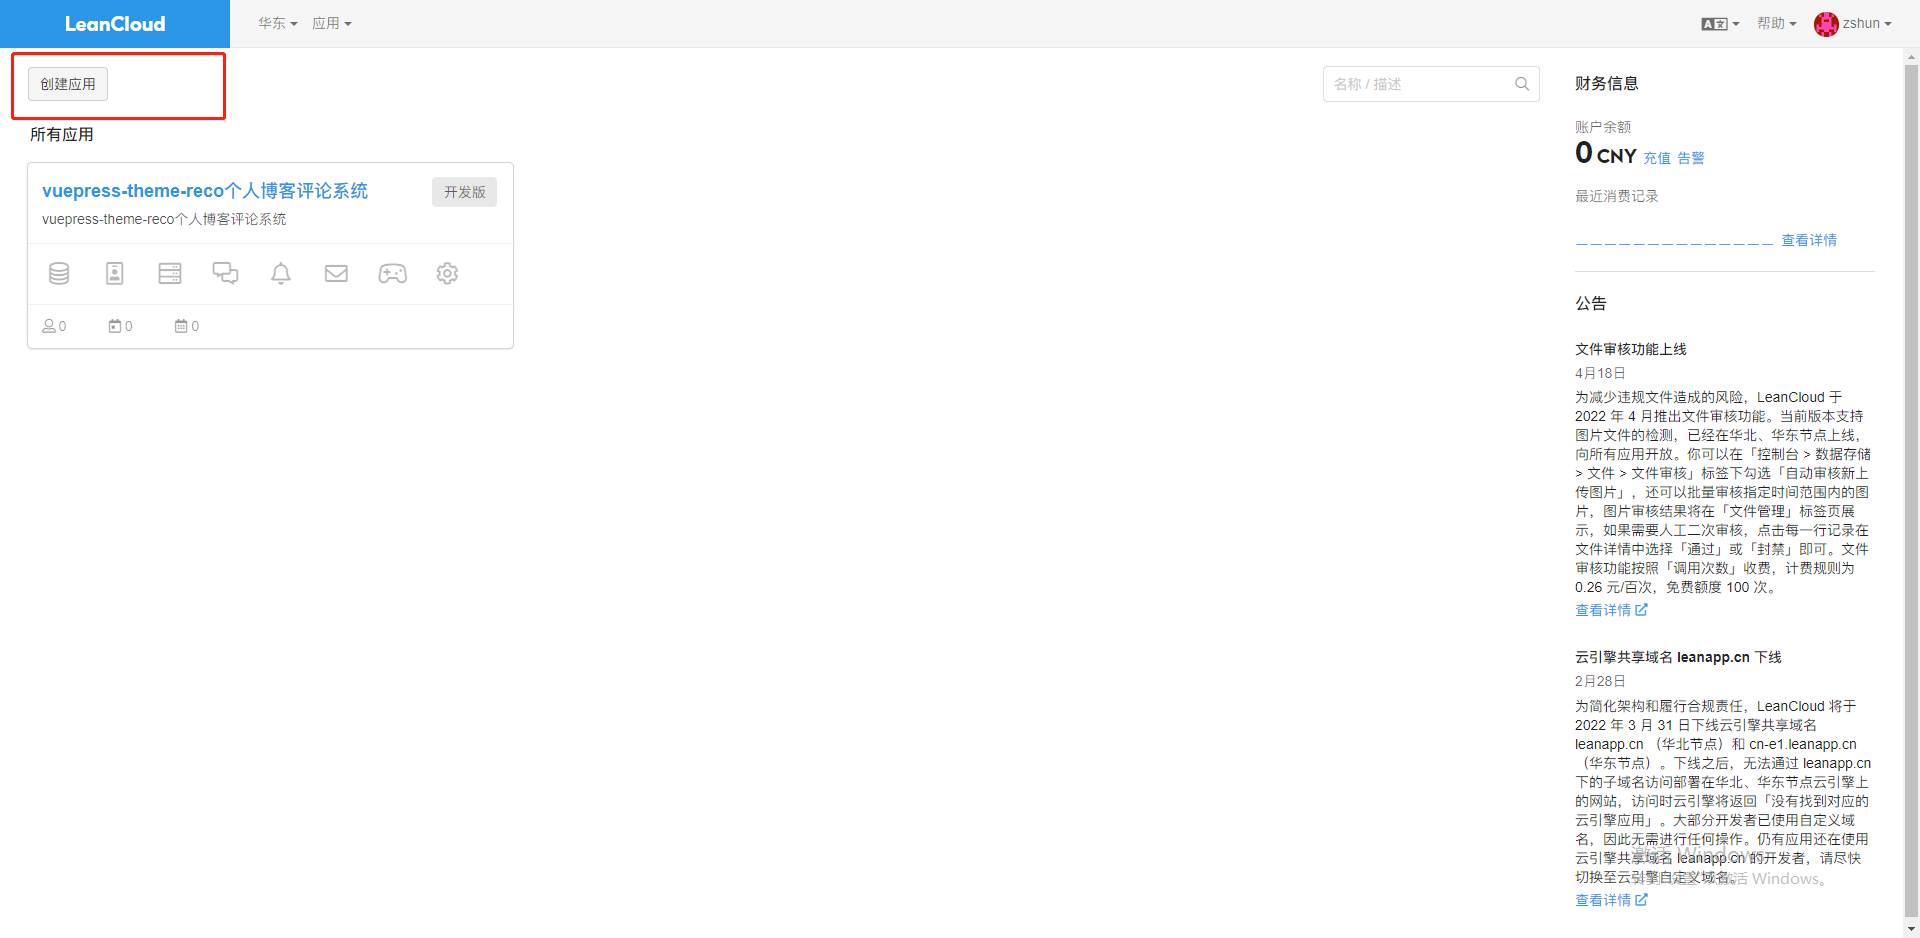 LeanCloud
华东
应用
帮助
zshun
创建应用
名称 / 描述
所有应用
vuepress-theme-reco个人博客评论系统
开发版
vuepress-theme-reco个人博客评论系统
0
0
0
财务信息
账户余额
0 CNY 充值 告警
最近消费记录
查看详情
公告
文件审核功能上线
4月18日
为减少违规文件造成的风险，LeanCloud 于
2022 年 4 月推出文件审核功能。当前版本支持
图片文件的检测，已经在华北、华东节点上线，
向所有应用开放。你可以在「控制台 > 数据存储
> 文件 > 文件审核」标签下勾选「自动审核新上
传图片」，还可以批量审核指定时间范围内的图
片，图片审核结果将在「文件管理」标签页展
示，如果需要人工二次审核，点击每一行记录在
文件详情中选择「通过」或「封禁」即可。文件
审核功能按照「调用次数」收费，计费规则为
0.26 元/百次，免费额度 100 次。
查看详情
云引擎共享域名 leanapp.cn 下线
2月28日
为简化架构和履行合规责任，LeanCloud 将于
2022 年 3 月 31 日下线云引擎共享域名
leanapp.cn （华北节点）和 cn-e1.leanapp.cn
（华东节点）。下线之后，无法通过 leanapp.cn
下的子域名访问部署在华北、华东节点云引擎上
的网站，访问时云引擎将返回「没有找到对应的
云引擎应用」。大部分开发者已使用自定义域
名，因此无需进行任何操作。仍有应用还在使用
云引擎共享域名 leanapp.cn 的开发者，请尽快
切换至云引擎自定义域名。
激活 Windows
激活 Windows。
查看详情